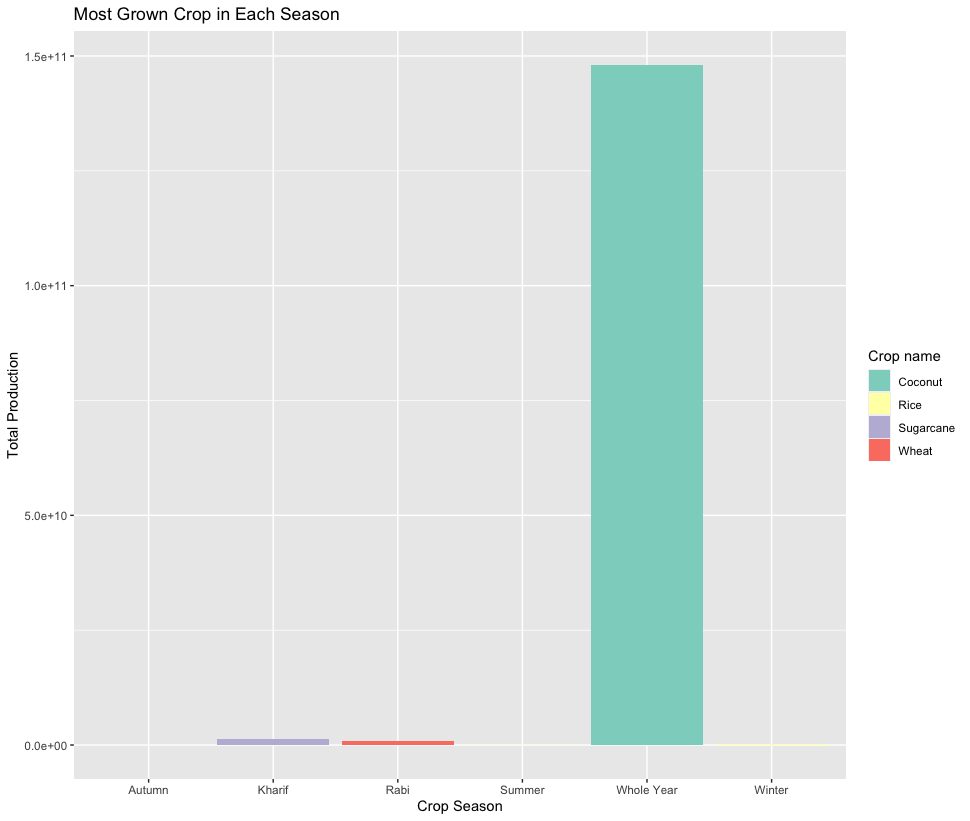 Most Grown Crop in Each Season
Total Production
1.5e+11
1.0e+11
5.0e+10
0.0e+00
Autumn Kharif Rabi Summer Whole Year Winter
Crop Season
Crop name
Coconut
Rice
Sugarcane
Wheat